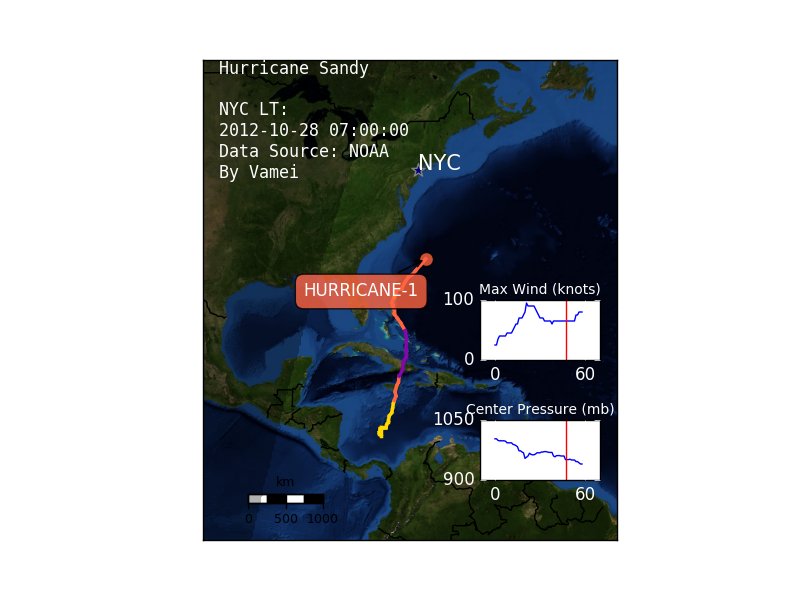 Hurricane Sandy
NYC LT:
2012-10-28 07:00:00
Data Source: NOAA
By Vamei
NYC
HURRICANE-1
Max Wind (knots)
100
0
0 60
Center Pressure (mb)
1050
900
0 60
km
0 500 1000